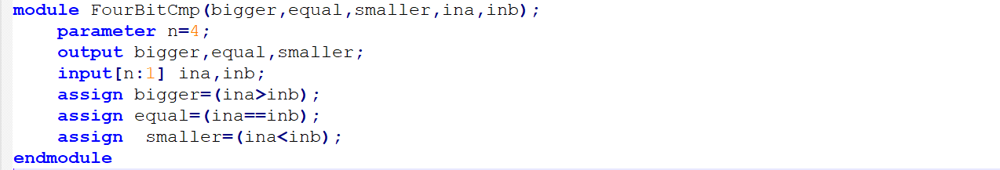 module FourBitCmp(bigger,equal,smaller,ina,inb);
    parameter n=4;
    output bigger,equal,smaller;
    input[n:1] ina,inb;
    assign bigger=(ina>inb);
    assign equal=(ina==inb);
    assign  smaller=(ina<inb);
endmodule